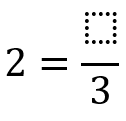 2 = ⬚/3